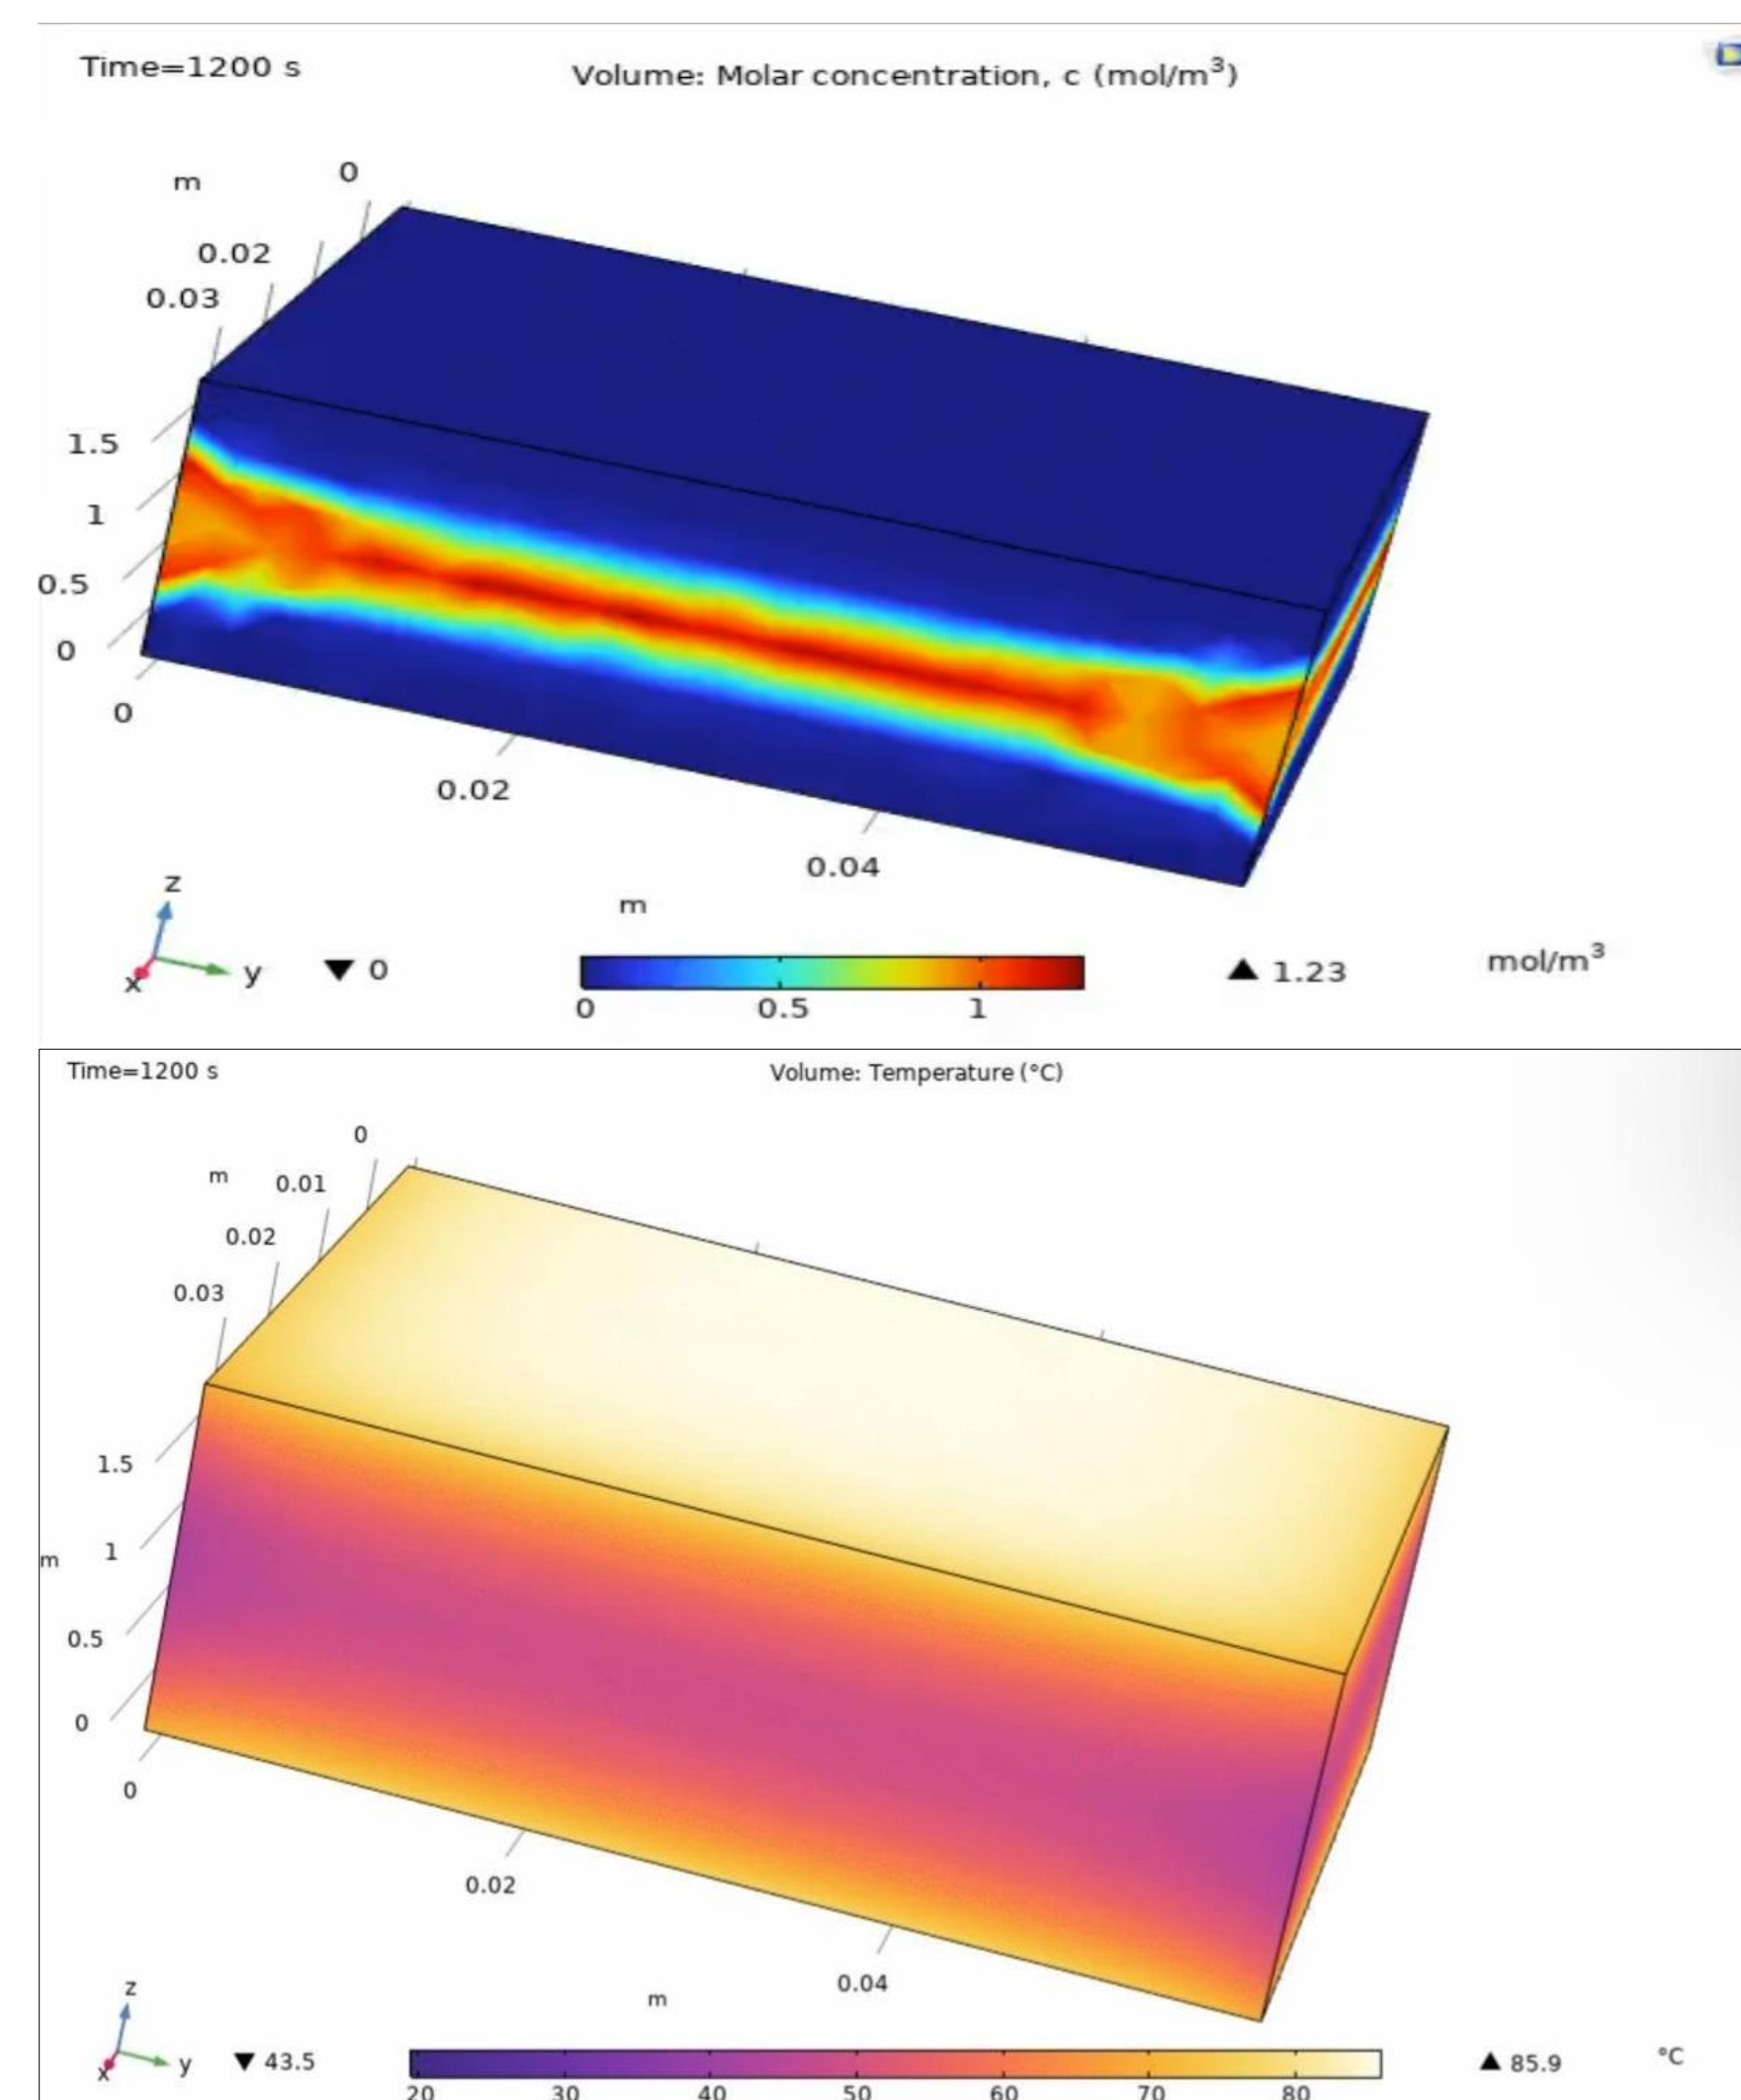 Time=1200 s
Volume: Molar concentration, c (mol/m³)
m
0
0.02
0.03
1.5
1
0.5
0
0
0.02
0.04
m
z
y
x
▼ 0
▲ 1.23
mol/m³
0
0.5
1
Time=1200 s
Volume: Temperature (°C)
0
m
0.01
0.02
0.03
1.5
m
1
0.5
0
0
0.02
0.04
m
z
y
x
▼ 43.5
▲ 85.9
°C
20
30
40
50
60
70
80